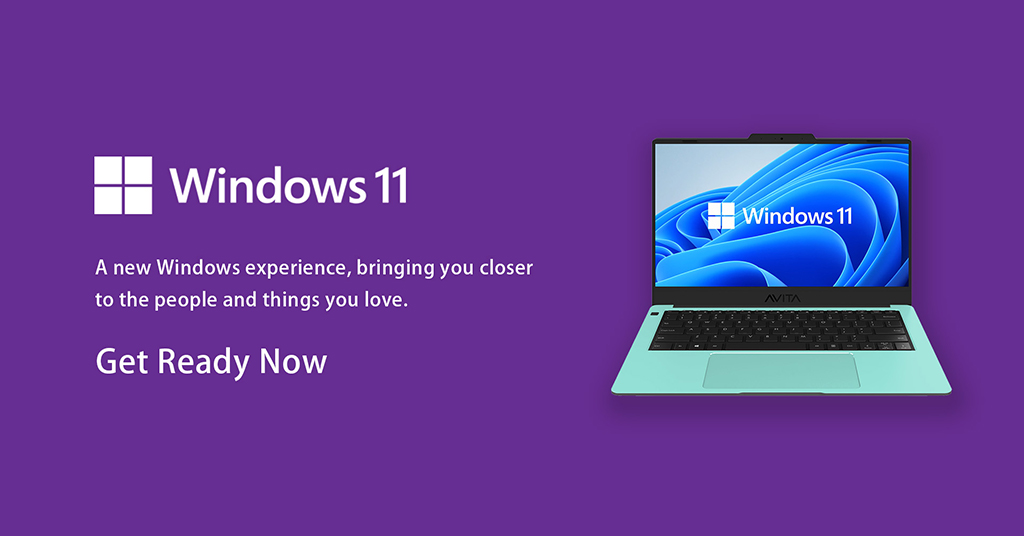 Windows 11
A new Windows experience, bringing you closer
to the people and things you love.
Get Ready Now
Windows 11
AVITA